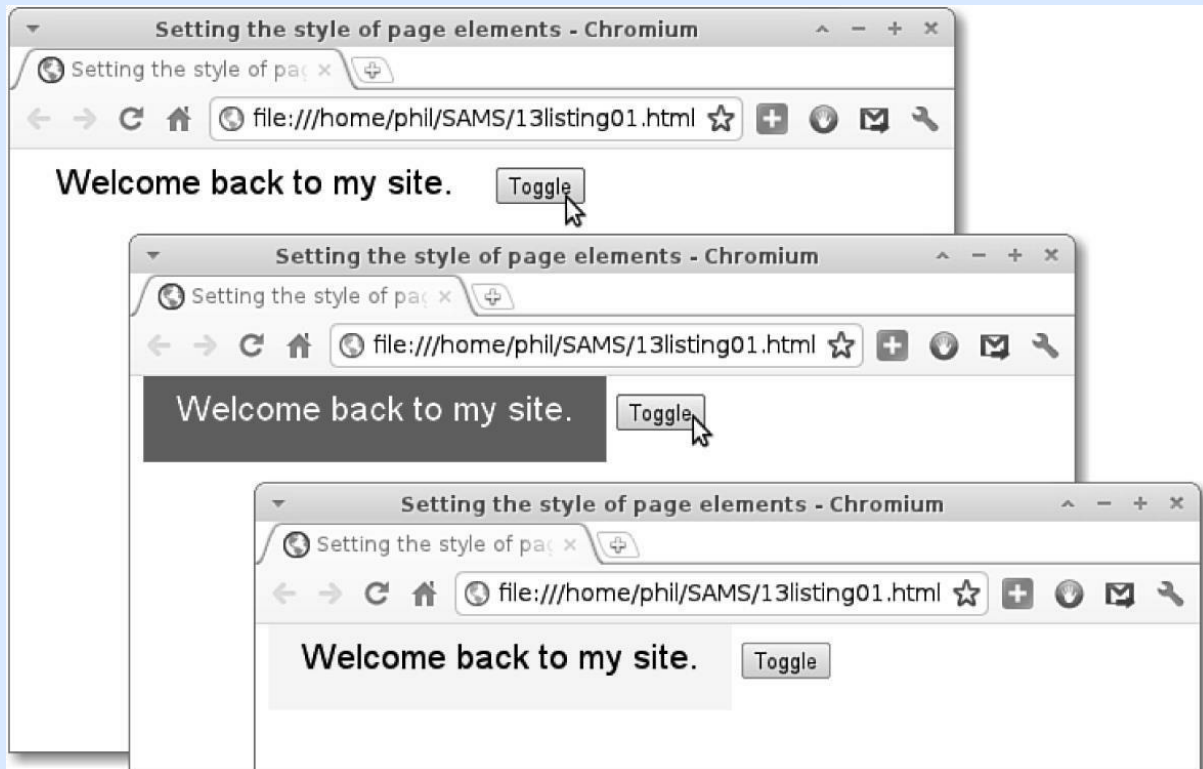 Setting the style of page elements - Chromium
Setting the style of pag
file:///home/phil/SAMS/13listing01.html
Welcome back to my site.
Toggle
Setting the style of page elements - Chromium
Setting the style of pag
file:///home/phil/SAMS/13listing01.html
Welcome back to my site.
Toggle
Setting the style of page elements - Chromium
Setting the style of pag
file:///home/phil/SAMS/13listing01.html
Welcome back to my site.
Toggle